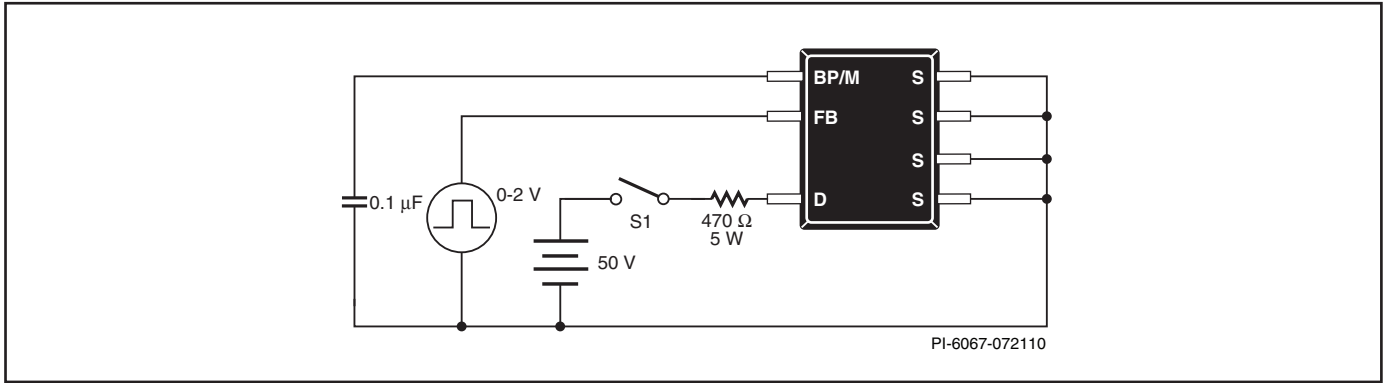 BP/M S
FB S
S
D S
0.1 μF
0-2 V
S1
470 Ω
5 W
50 V
PI-6067-072110